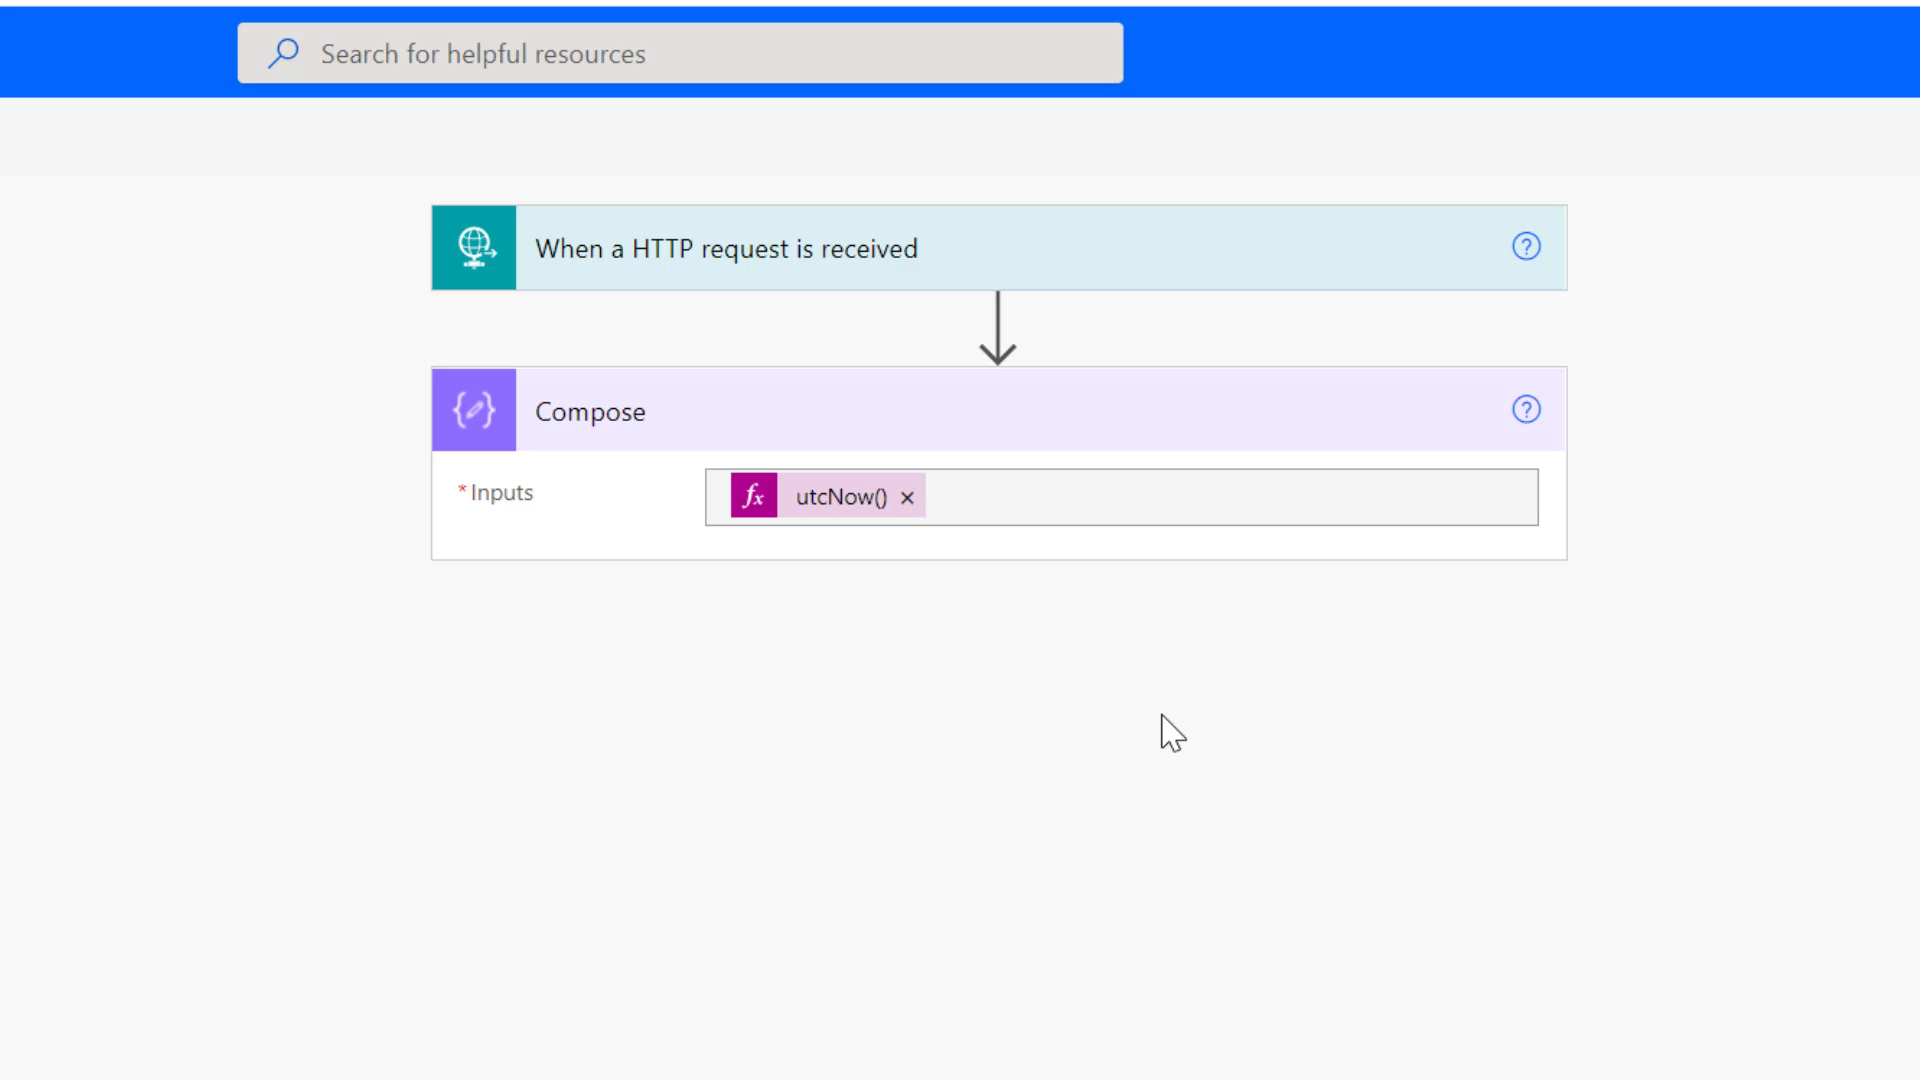 Search for helpful resources
When a HTTP request is received
?
Compose
?
*Inputs
fx utcNow() ×